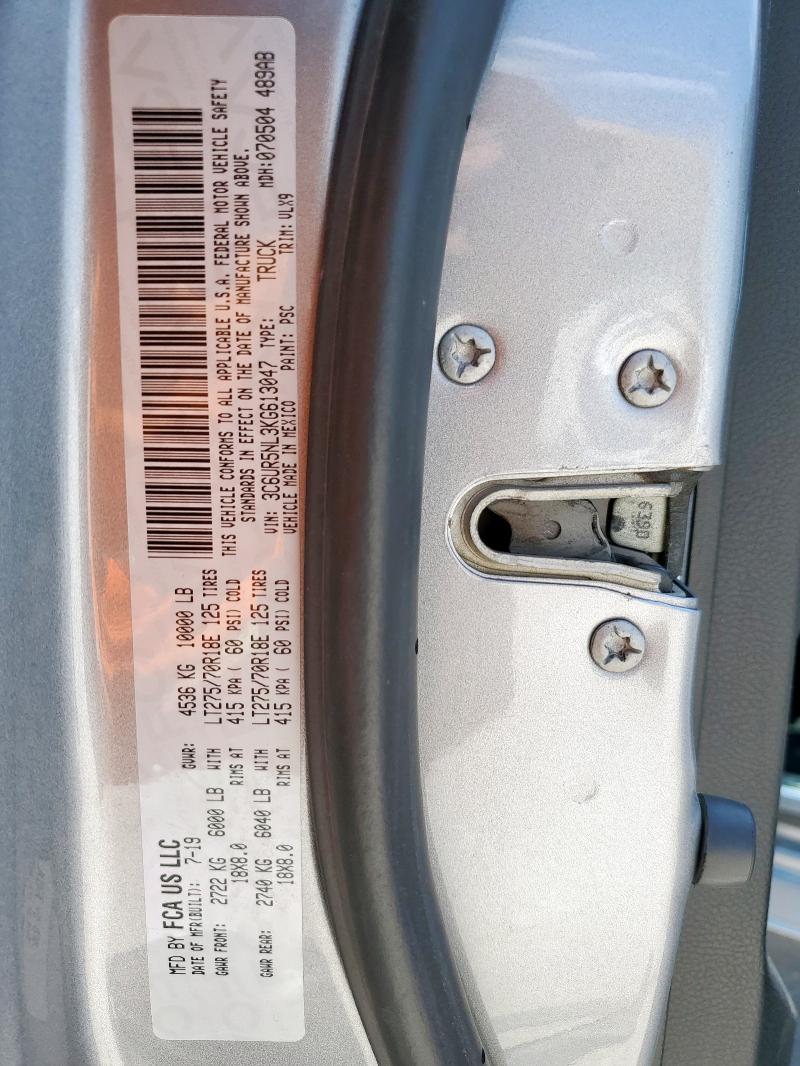 MFD BY FCA US LLC
DATE OF MFR(BUILT): 7-19 GVWR: 4536 KG 10000 LB
GAWR FRONT: 2722 KG 6000 LB WITH LT275/70R18E 125 TIRES
18X8.0 RIMS AT 415 KPA ( 60 PSI) COLD
GAWR REAR: 2740 KG 6040 LB WITH LT275/70R18E 125 TIRES
18X8.0 RIMS AT 415 KPA ( 60 PSI) COLD
THIS VEHICLE CONFORMS TO ALL APPLICABLE U.S.A. FEDERAL MOTOR VEHICLE SAFETY
STANDARDS IN EFFECT ON THE DATE OF MANUFACTURE SHOWN ABOVE.
VIN: 3C6UR5NL3KG613047 TYPE: TRUCK MDH:070504 489AB
VEHICLE MADE IN MEXICO PAINT: PSC TRIM: VLX9